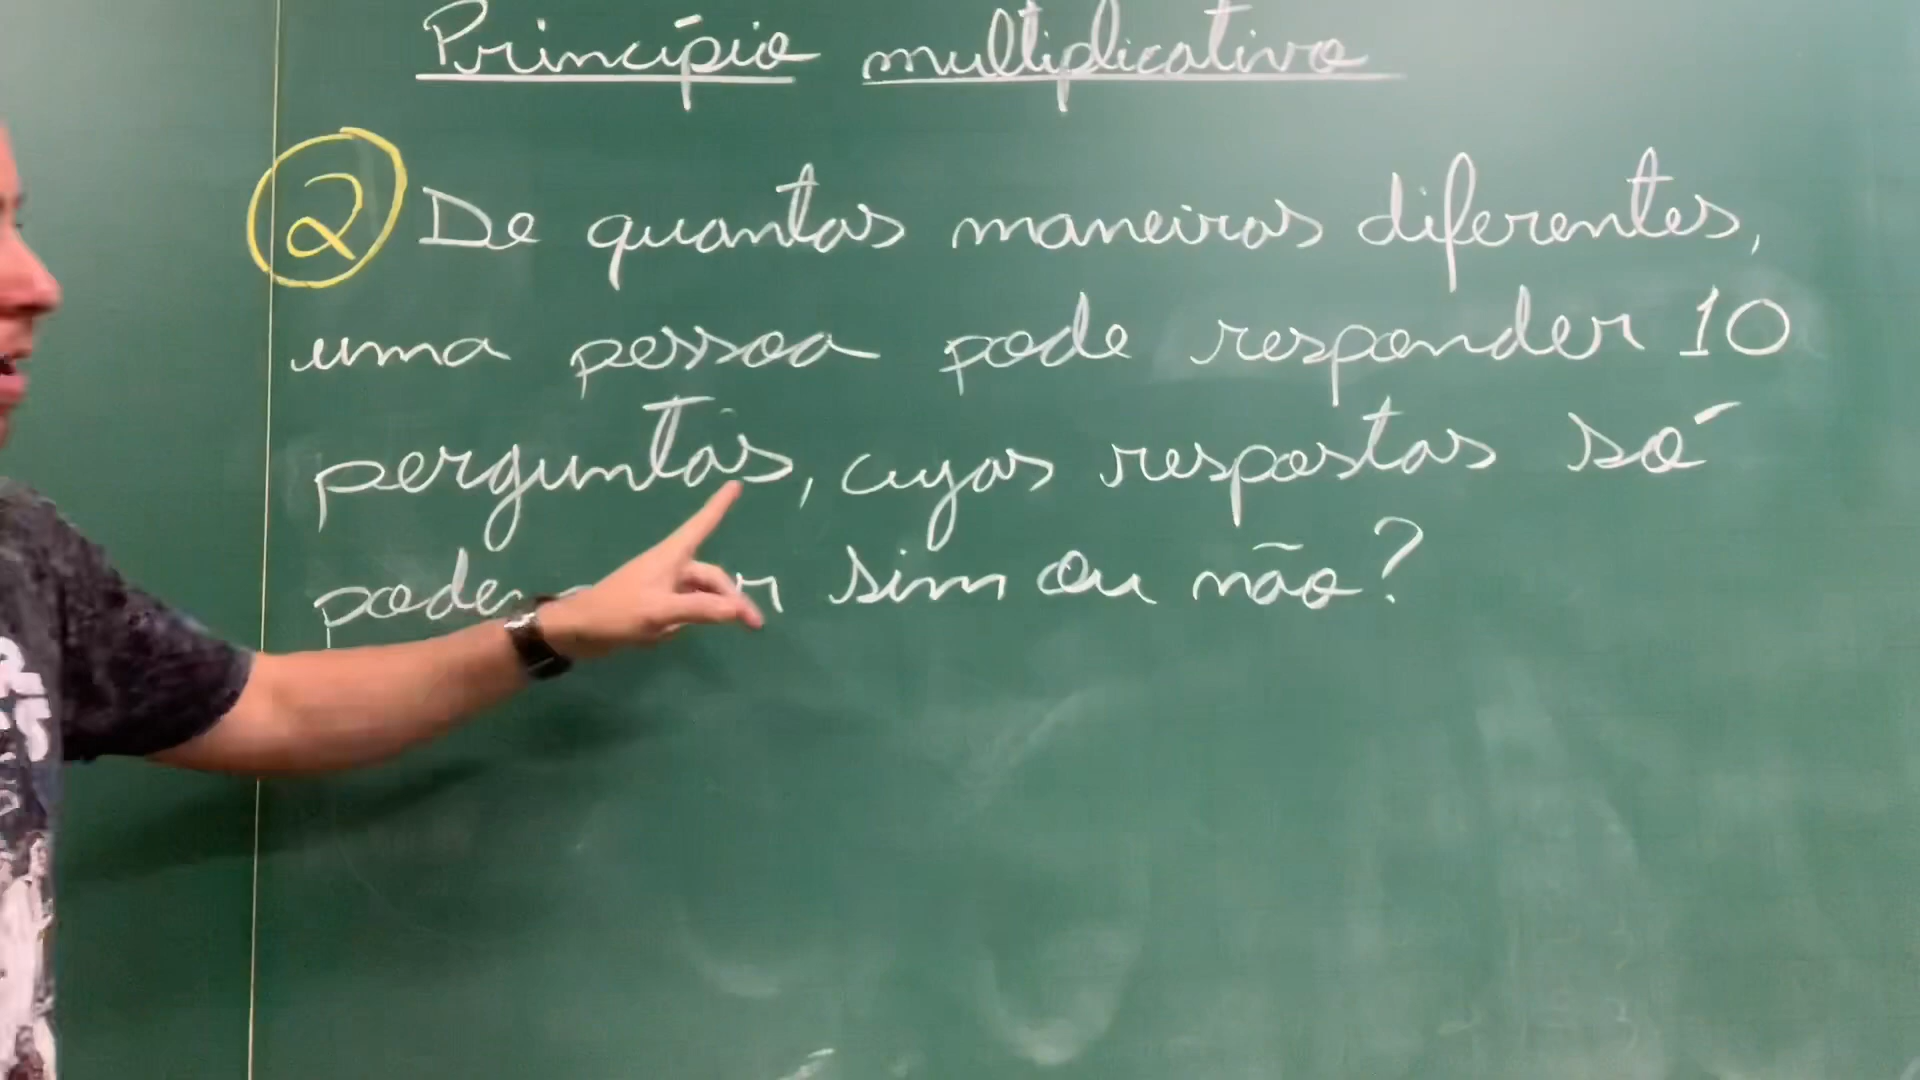 Princípio multiplicativo
2 De quantas maneiras diferentes,
uma pessoa pode responder 10
perguntas, cujas respostas só
sim ou não?